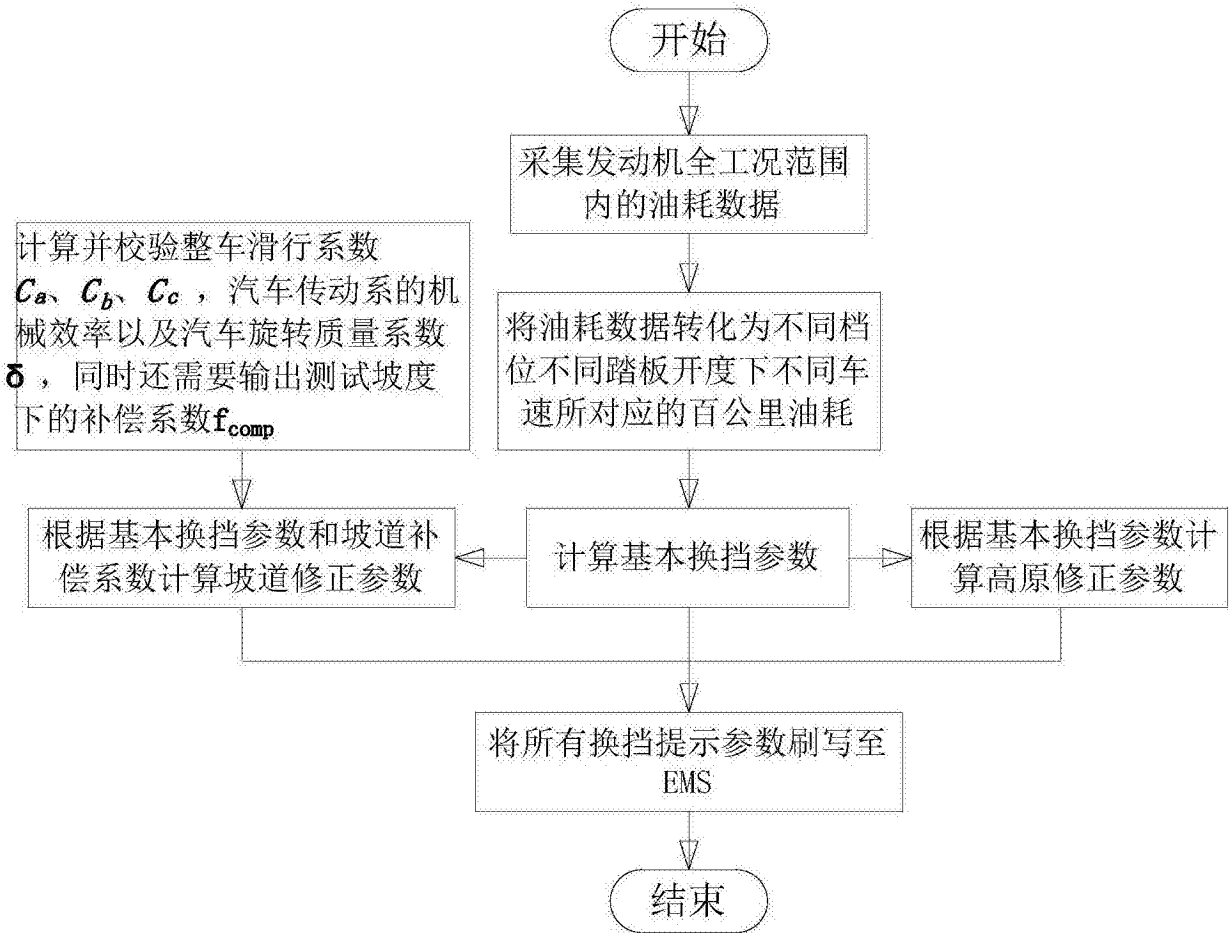 开始
采集发动机全工况范围
内的油耗数据
计算并校验整车滑行系数
Ca、Cb、Cc ，汽车传动系的机
械效率以及汽车旋转质量系数
δ ，同时还需要输出测试坡度
下的补偿系数fcomp
将油耗数据转化为不同档
位不同踏板开度下不同车
速所对应的百公里油耗
根据基本换挡参数和坡道补
偿系数计算坡道修正参数
计算基本换挡参数
根据基本换挡参数计
算高原修正参数
将所有换挡提示参数刷写至
EMS
结束